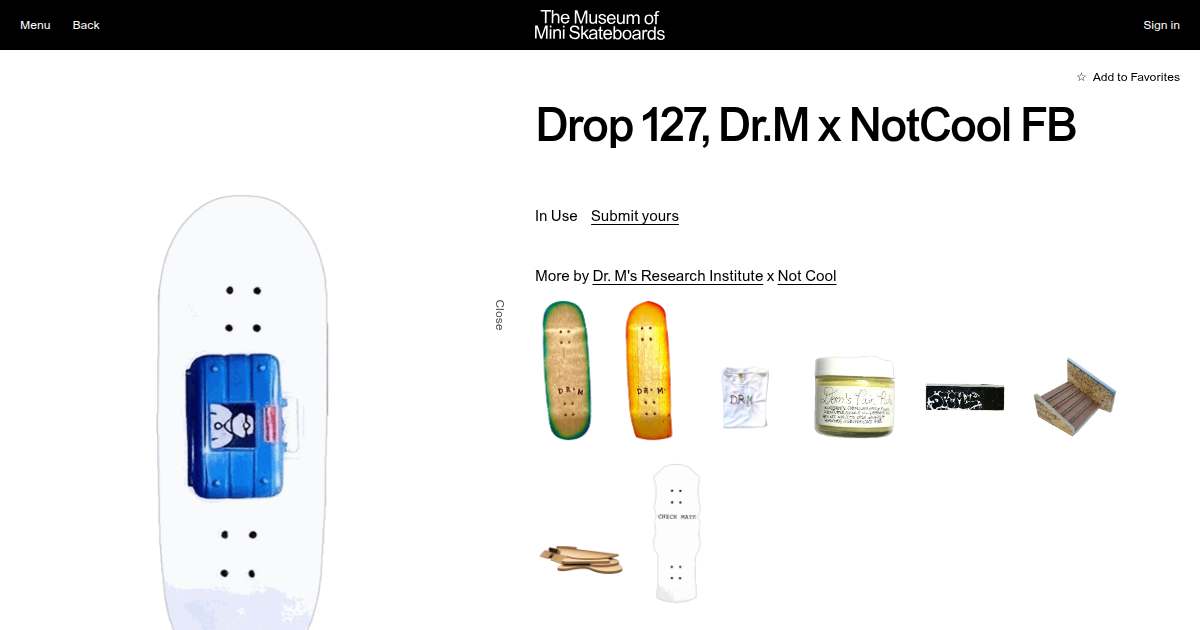 Menu
Back
The Museum of
Mini Skateboards
Sign in
☆ Add to Favorites
Drop 127, Dr.M x NotCool FB
In Use Submit yours
More by Dr. M's Research Institute x Not Cool
Close
DR.M
DR.M
DRM
CHECK MATE